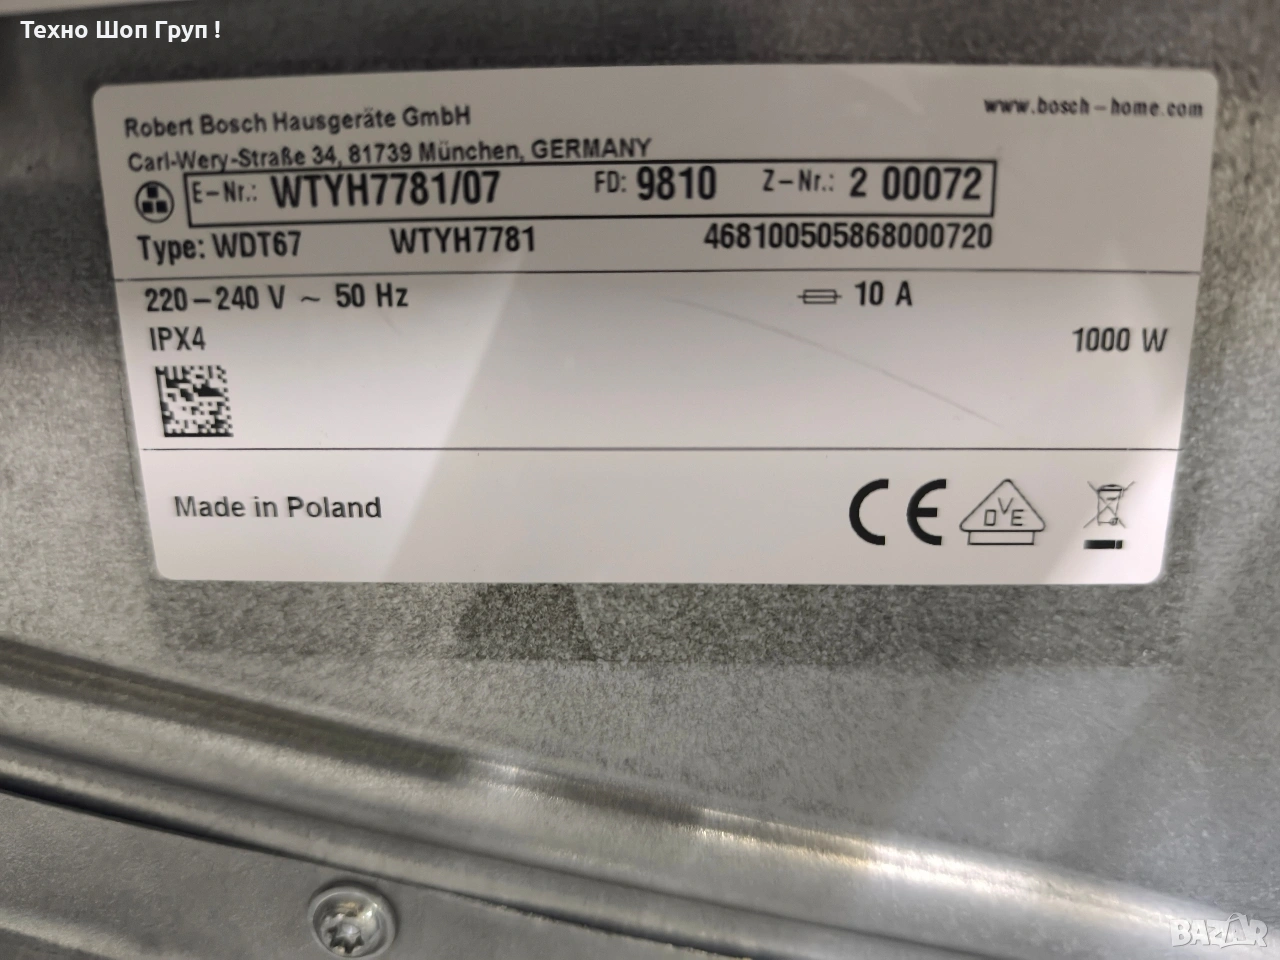 Техно Шоп Груп !
Robert Bosch Hausgeräte GmbH
www.bosch-home.com
Carl-Wery-Straße 34, 81739 München, GERMANY
E-Nr.: WTYH7781/07 FD: 9810 Z-Nr.: 2 00072
Type: WDT67 WTYH7781 468100505868000720
220-240 V ~ 50 Hz 10 A
IPX4
1000 W
Made in Poland
CE DVE
BAZAR